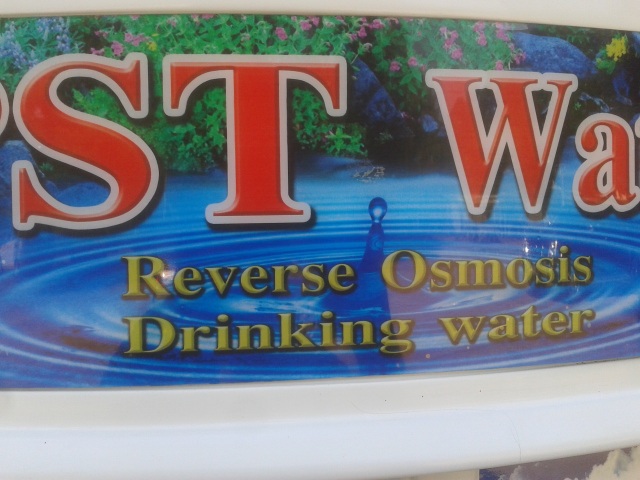 ST Wa
Reverse Osmosis
Drinking water